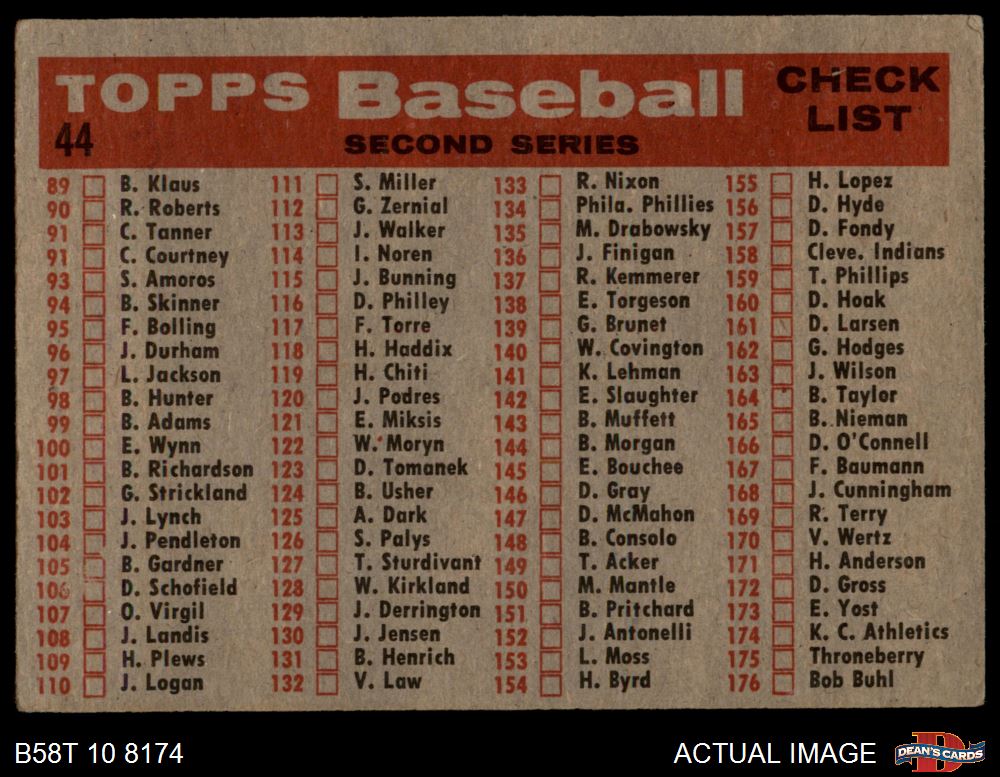 TOPPS Baseball CHECK LIST
44
SECOND SERIES
89 B. Klaus
90 R. Roberts
91 C. Tanner
91 C. Courtney
93 S. Amoros
94 B. Skinner
95 F. Bolling
96 J. Durham
97 L. Jackson
98 B. Hunter
99 B. Adams
100 E. Wynn
101 B. Richardson
102 G. Strickland
103 J. Lynch
104 J. Pendleton
105 B. Gardner
106 D. Schofield
107 O. Virgil
108 J. Landis
109 H. Plews
110 J. Logan
111 S. Miller
112 G. Zernial
113 J. Walker
114 I. Noren
115 J. Bunning
116 D. Philley
117 F. Torre
118 H. Haddix
119 H. Chiti
120 J. Podres
121 E. Miksis
122 W. Moryn
123 D. Tomanek
124 B. Usher
125 A. Dark
126 S. Palys
127 T. Sturdivant
128 W. Kirkland
129 J. Derrington
130 J. Jensen
131 B. Henrich
132 V. Law
133 R. Nixon
134 Phila. Phillies
135 M. Drabowsky
136 J. Finigan
137 R. Kemmerer
138 E. Torgeson
139 G. Brunet
140 W. Covington
141 K. Lehman
142 E. Slaughter
143 B. Muffett
144 B. Morgan
145 E. Bouchee
146 D. Gray
147 D. McMahon
148 B. Consolo
149 T. Acker
150 M. Mantle
151 B. Pritchard
152 J. Antonelli
153 L. Moss
154 H. Byrd
155 H. Lopez
156 D. Hyde
157 D. Fondy
158 Cleve. Indians
159 T. Phillips
160 D. Hoak
161 D. Larsen
162 G. Hodges
163 J. Wilson
164 B. Taylor
165 B. Nieman
166 D. O'Connell
167 F. Baumann
168 J. Cunningham
169 R. Terry
170 V. Wertz
171 H. Anderson
172 D. Gross
173 E. Yost
174 K. C. Athletics
175 Throneberry
176 Bob Buhl
B58T 10 8174
ACTUAL IMAGE
DEAN'S CARDS